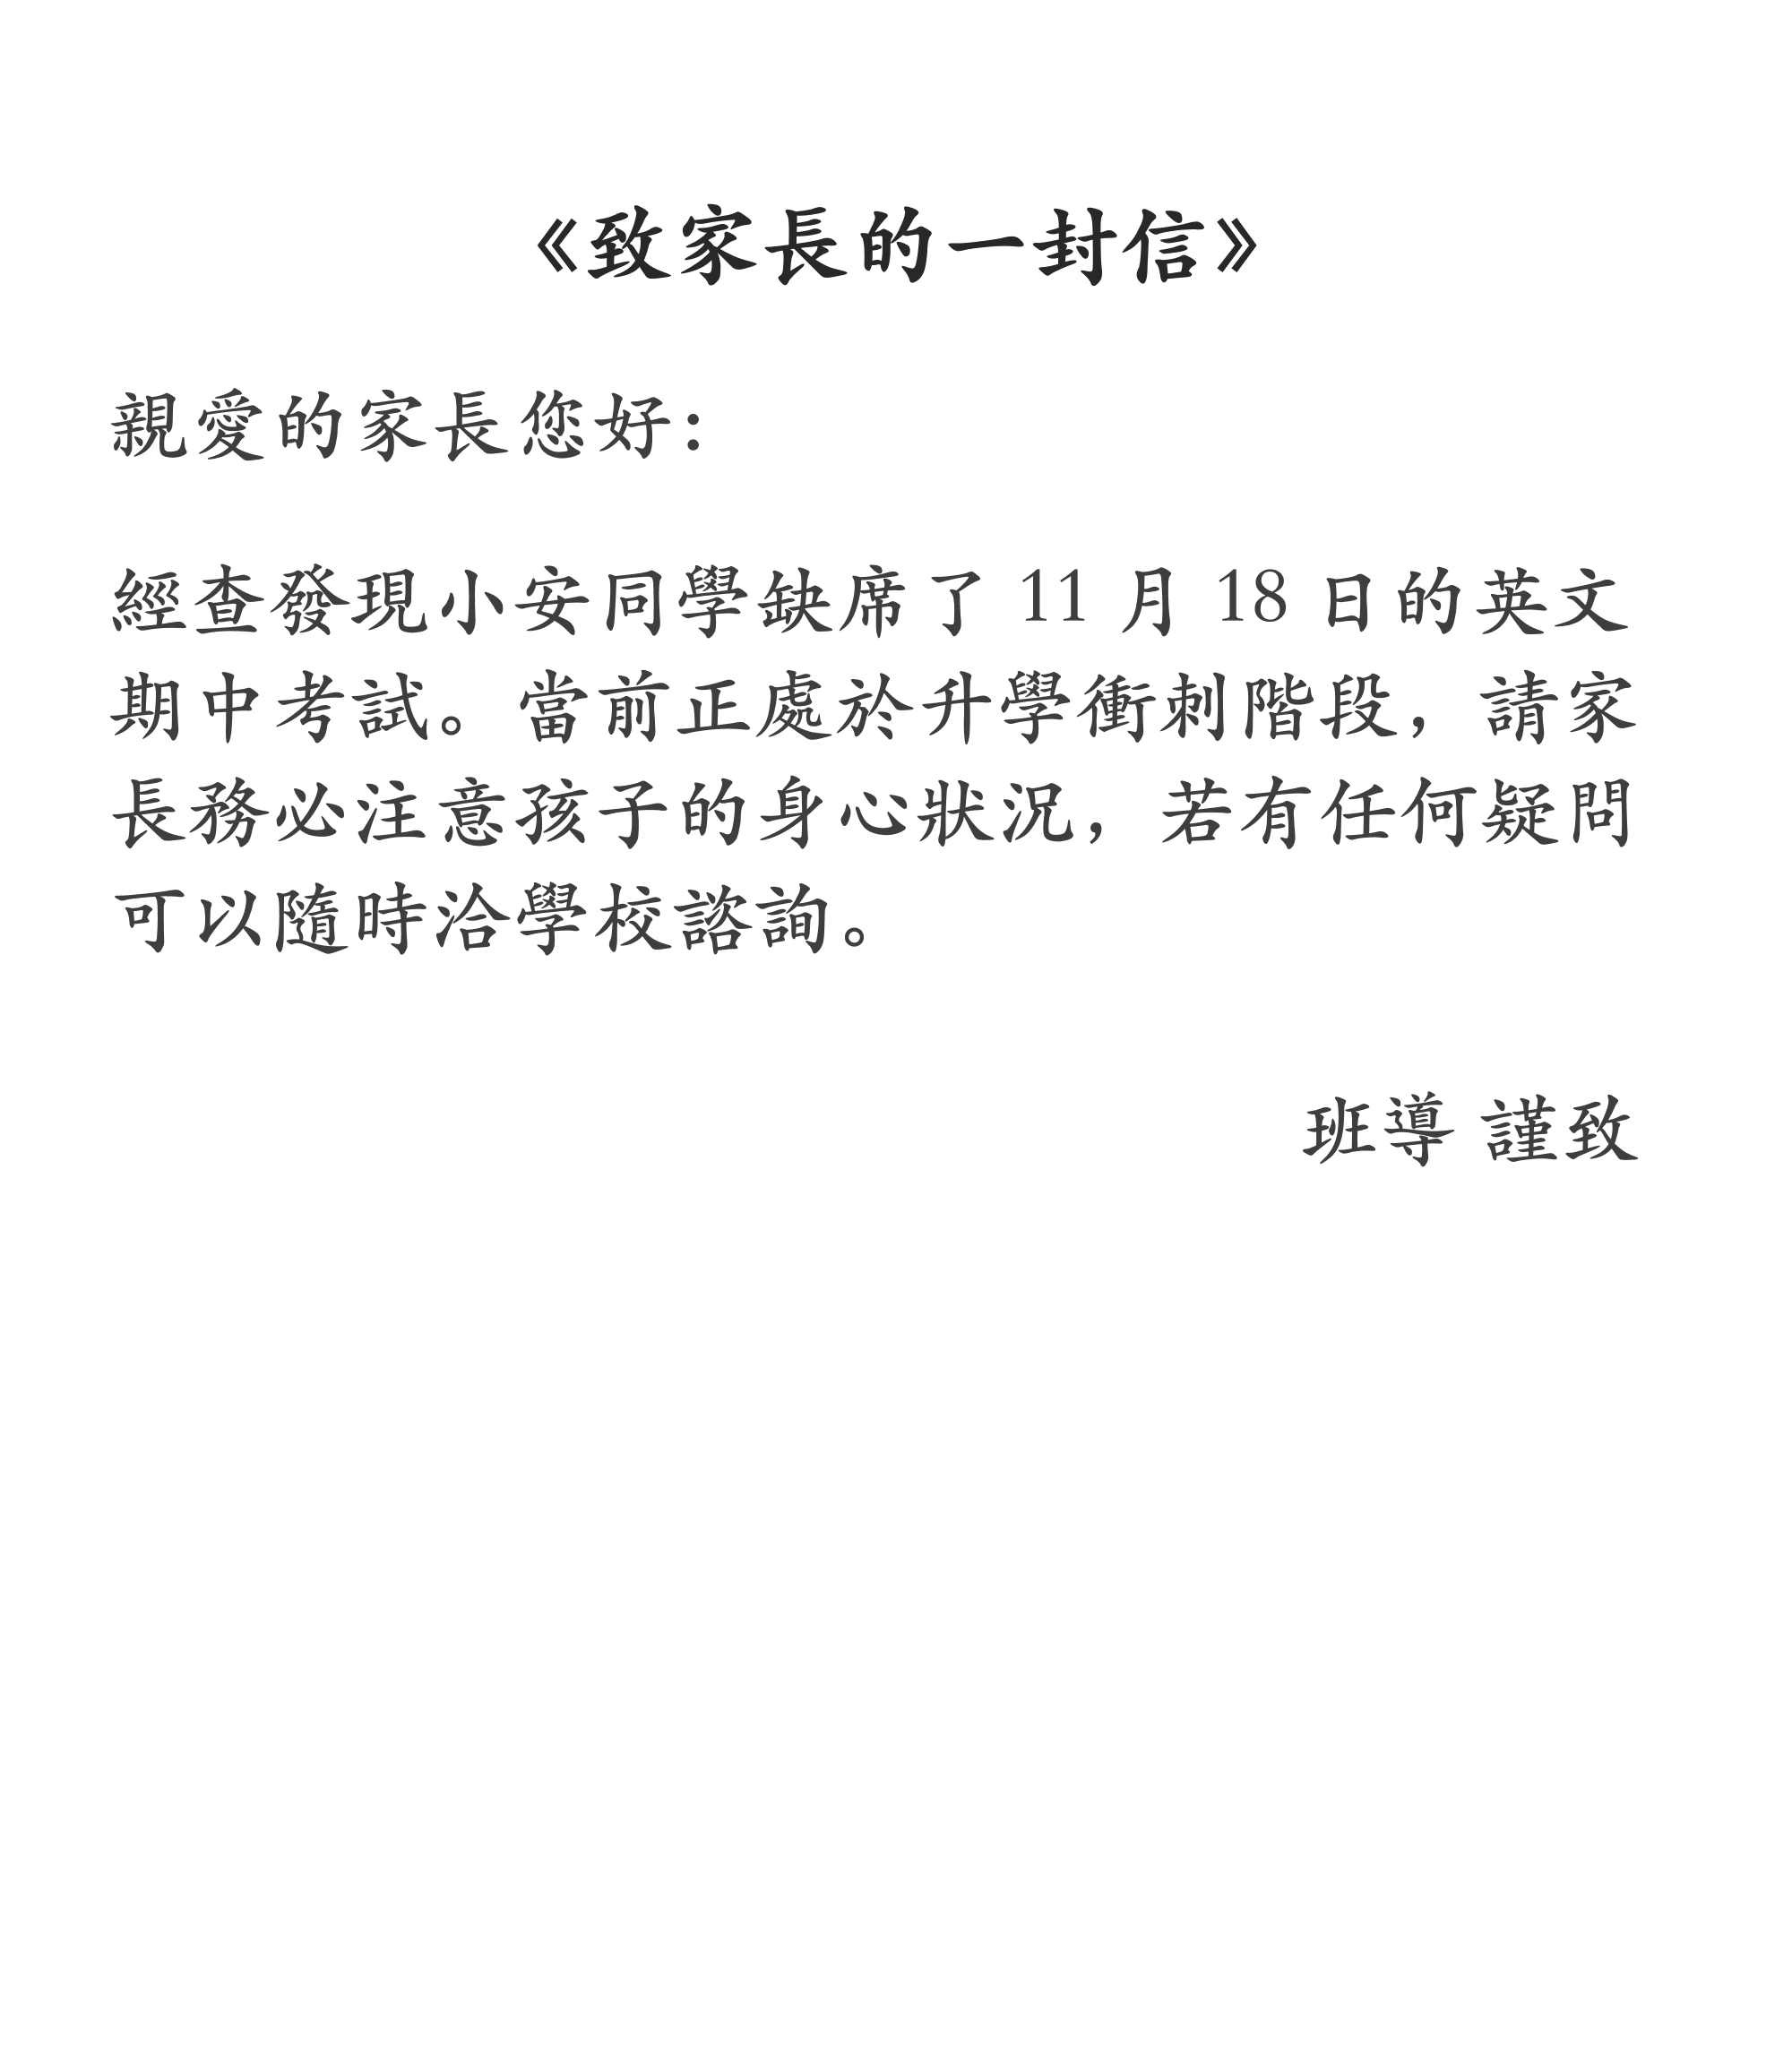 《致家長的一封信》
親愛的家長您好：
經查發現小安同學缺席了 11 月 18 日的英文
期中考試。當前正處於升學衝刺階段，請家
長務必注意孩子的身心狀況，若有任何疑問
可以隨時洽學校諮詢。
班導 謹致